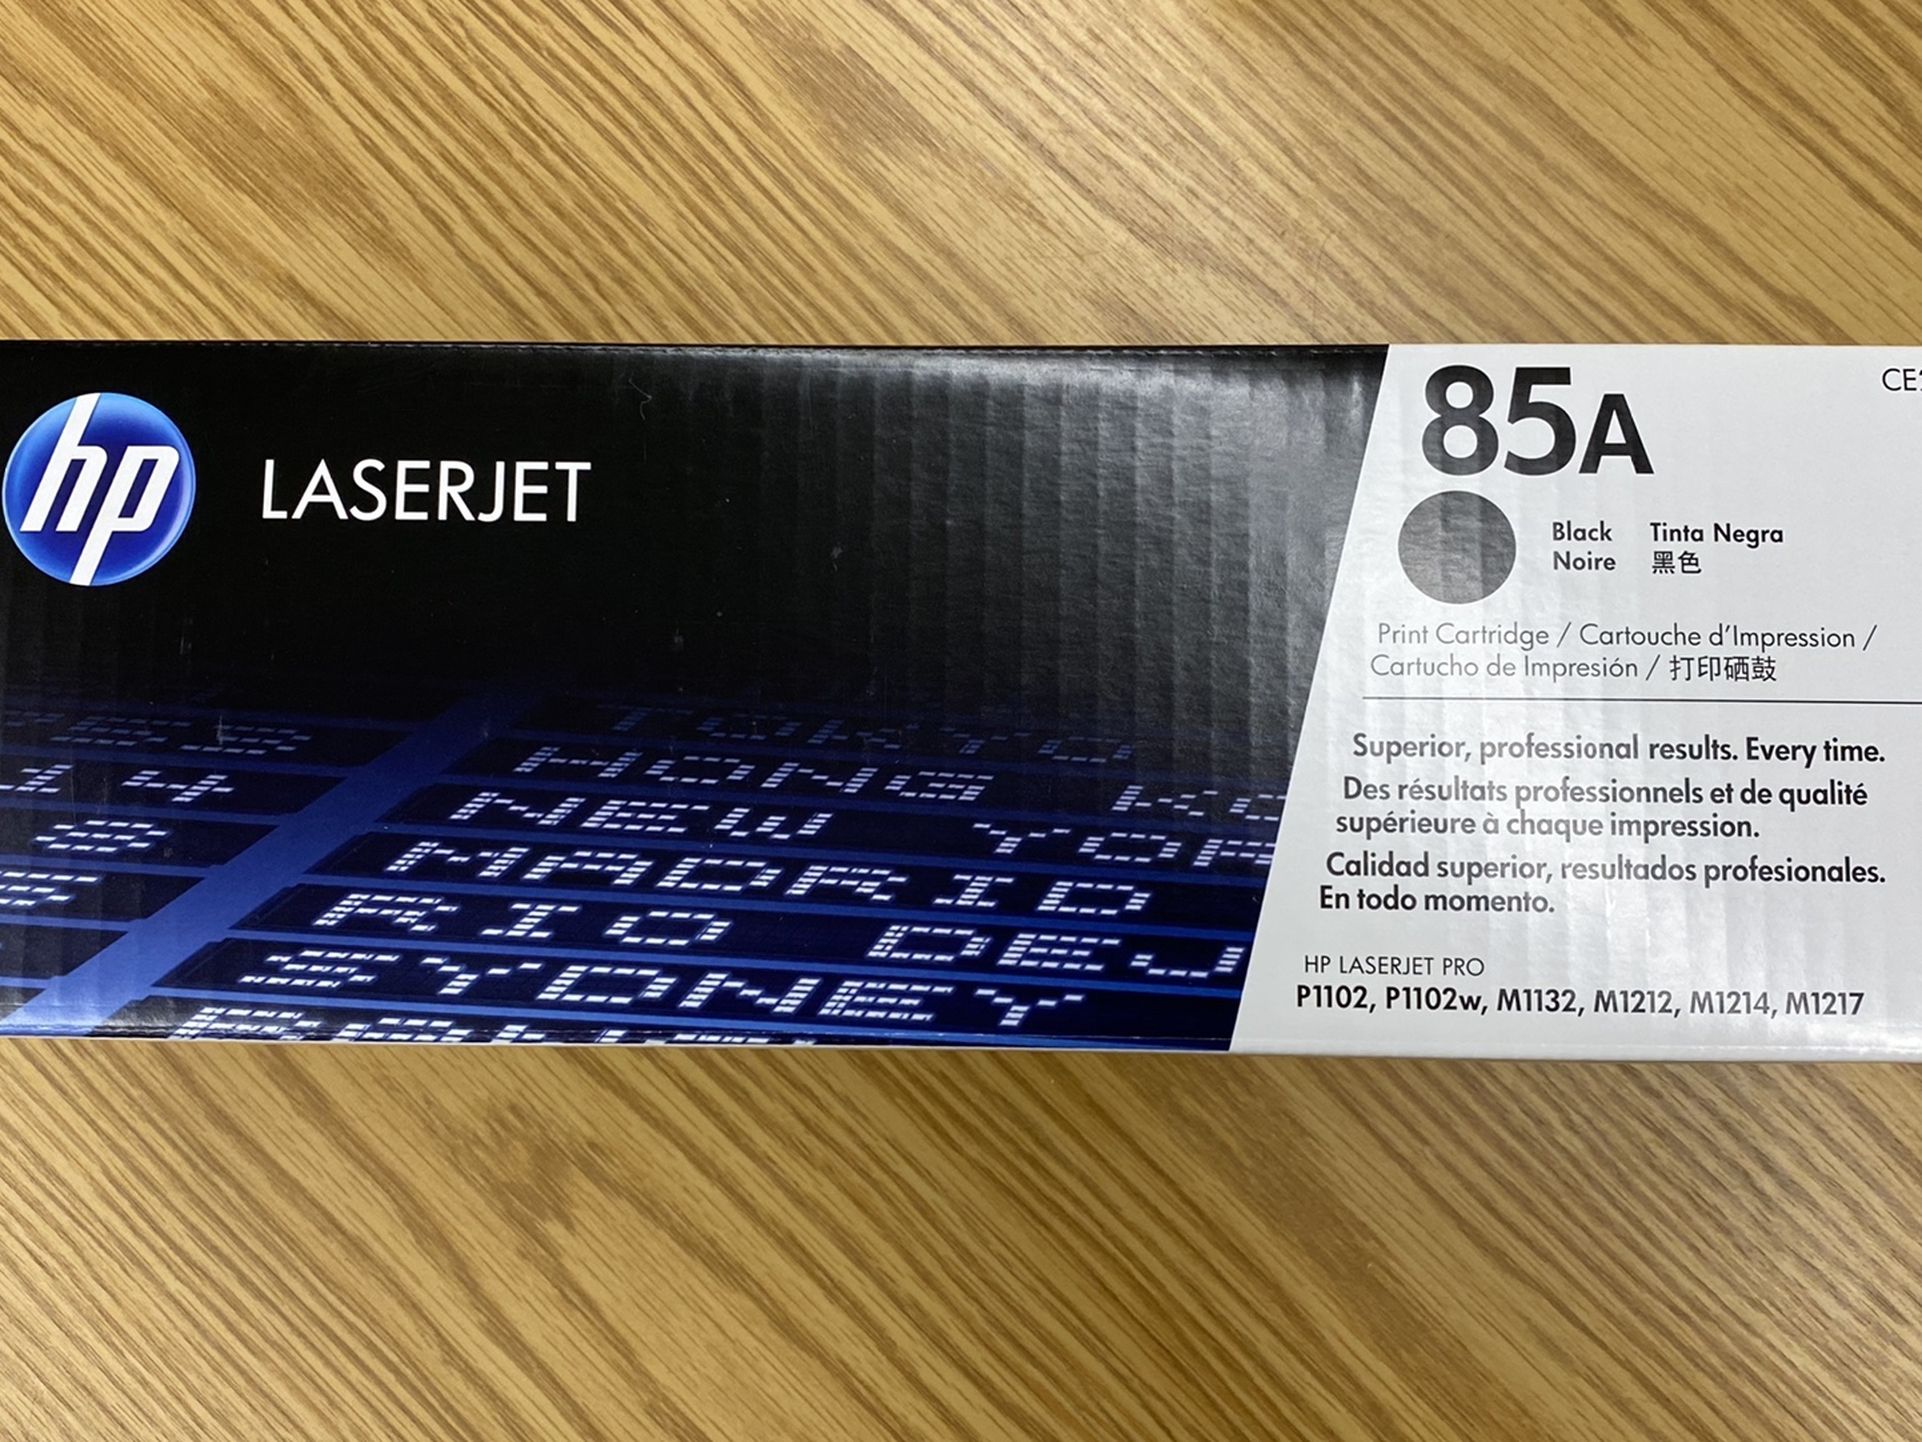 hp
LASERJET
85A
Black Tinta Negra
Noire 黑色
Print Cartridge / Cartouche d'Impression /
Cartucho de Impresión / 打印硒鼓
Superior, professional results. Every time.
Des résultats professionnels et de qualité
supérieure à chaque impression.
Calidad superior, resultados profesionales.
En todo momento.
HP LASERJET PRO
P1102, P1102w, M1132, M1212, M1214, M1217
TOKYO
HONG KO
NEW YOR
MADRID
RIO DEJ
SYDNEY
14